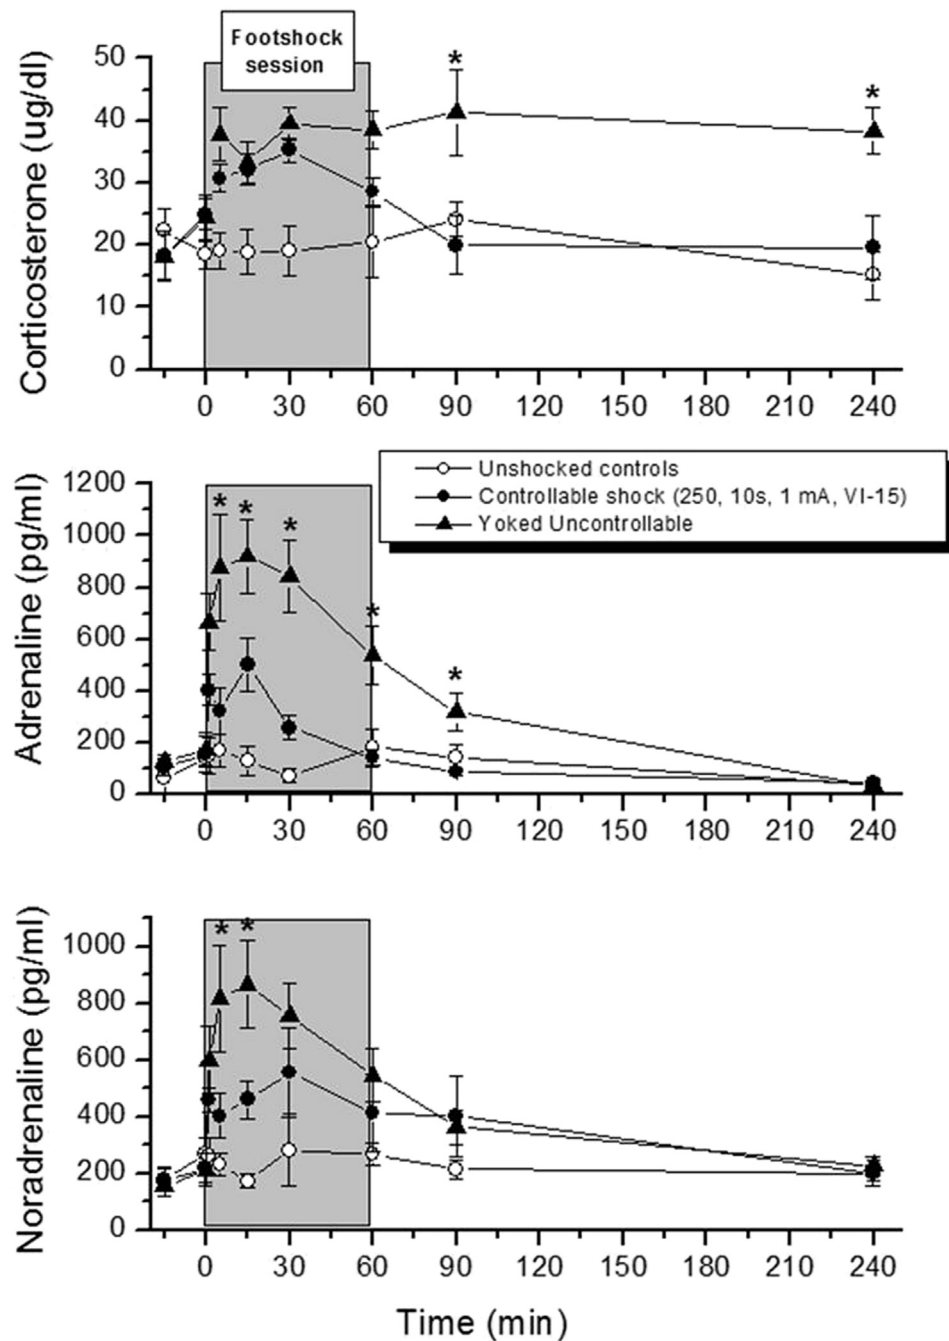 Footshock
session
Corticosterone (ug/dl)
50
40
30
20
10
0
*
*
0 30 60 90 120 150 180 210 240
Unshocked controls
Controllable shock (250, 10s, 1 mA, VI-15)
Yoked Uncontrollable
Adrenaline (pg/ml)
1200
1000
800
600
400
200
0
* * *
*
*
0 30 60 90 120 150 180 210 240
Noradrenaline (pg/ml)
1000
800
600
400
200
0
* *
0 30 60 90 120 150 180 210 240
Time (min)